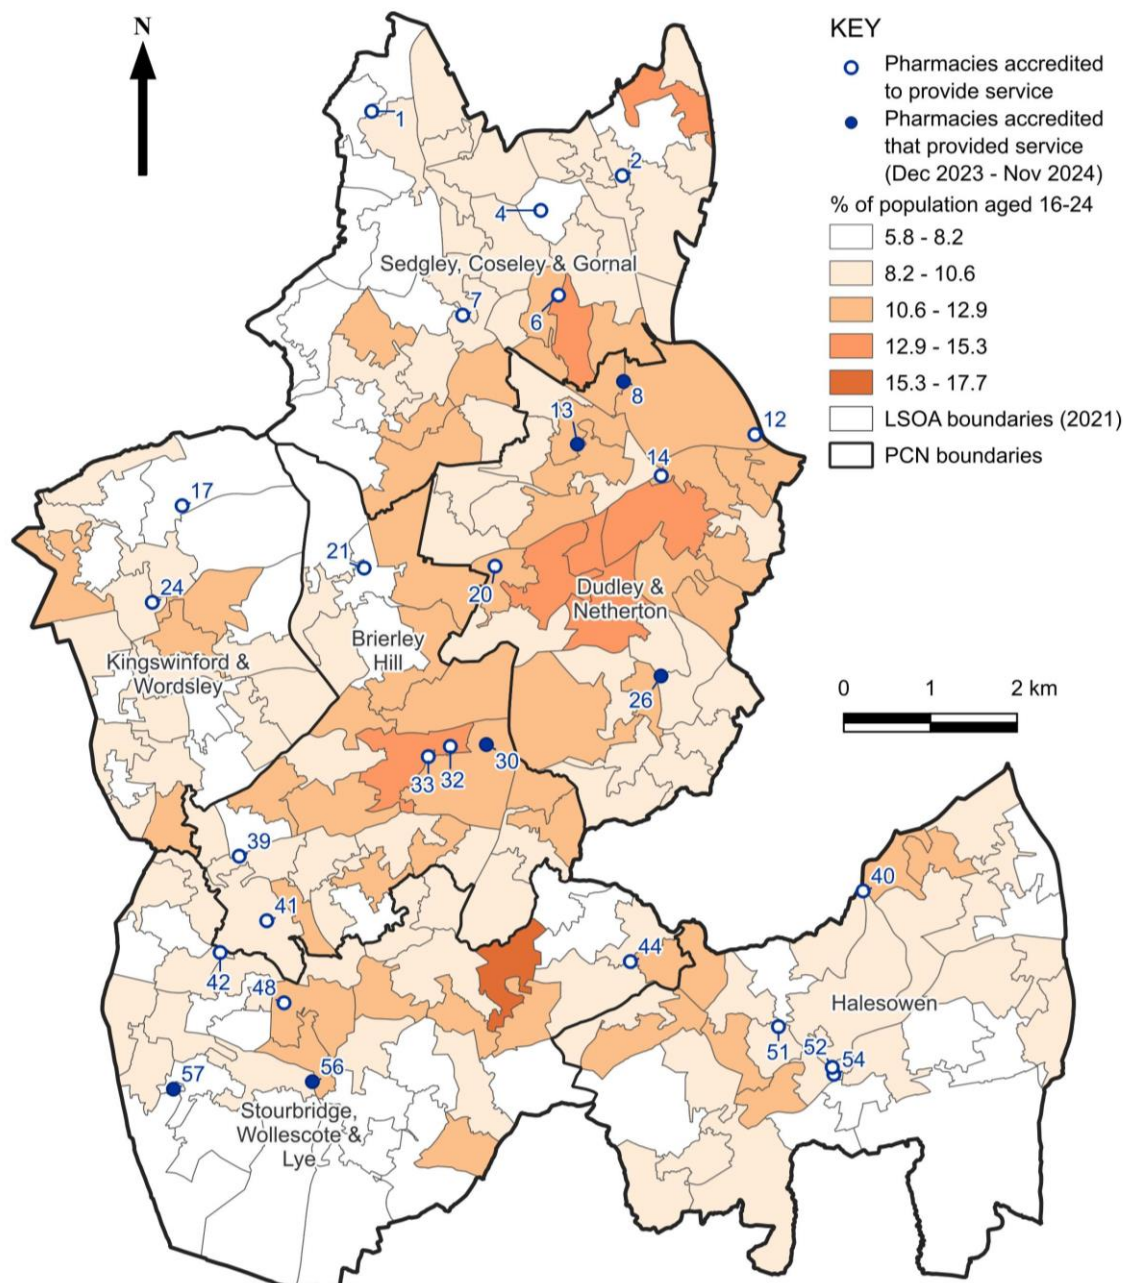 N
KEY
Pharmacies accredited
to provide service
Pharmacies accredited
that provided service
(Dec 2023 - Nov 2024)
% of population aged 16-24
5.8 - 8.2
8.2 - 10.6
10.6 - 12.9
12.9 - 15.3
15.3 - 17.7
LSOA boundaries (2021)
PCN boundaries
1
2
4
Sedgley, Coseley & Gornal
7
6
8
13
12
14
17
21
20
24
Dudley &
Netherton
Brierley
Hill
Kingswinford &
Wordsley
26
0 1 2 km
30
33 32
39
40
41
42
44
48
Halesowen
51
52
54
57
56
Stourbridge,
Wollescote &
Lye